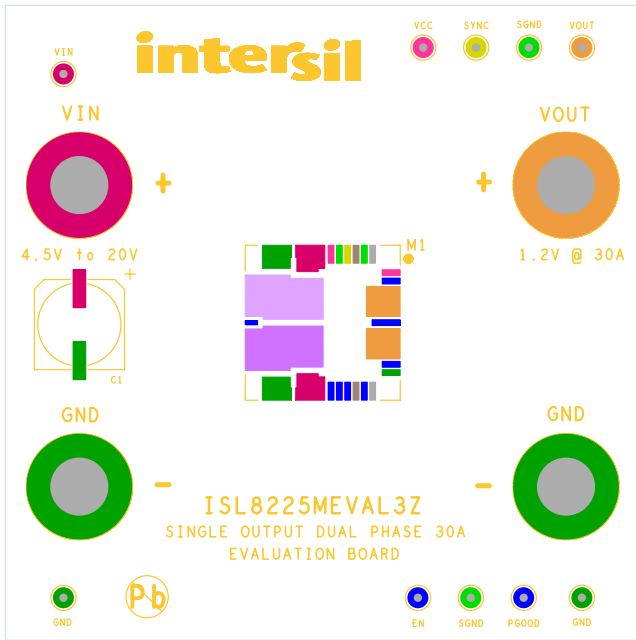 intersil
VCC SYNC SGND VOUT
VIN
VIN
VOUT
+
+
4.5V to 20V
1.2V @ 30A
M1
+
C1
GND
GND
-
-
ISL8225MEVAL3Z
SINGLE OUTPUT DUAL PHASE 30A
EVALUATION BOARD
Pb
GND
EN SGND PGOOD GND